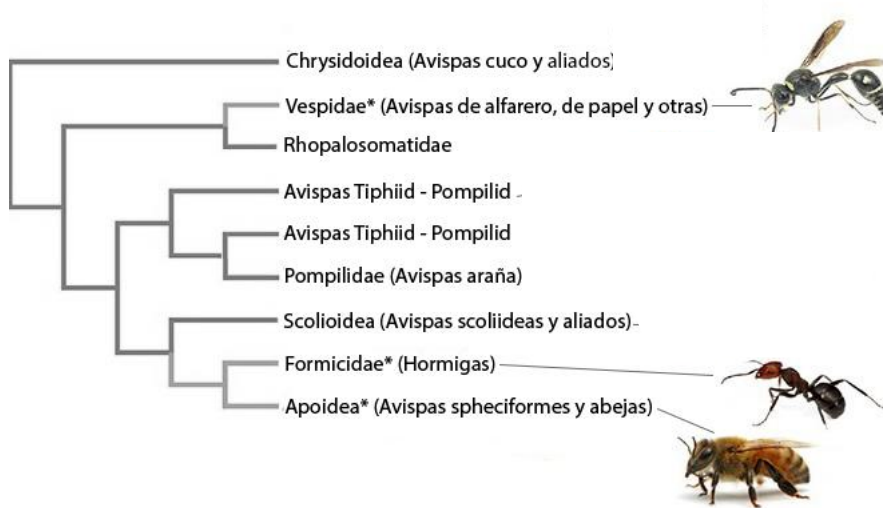 Chrysidoidea (Avispas cuco y aliados)
Vespidae* (Avispas de alfarero, de papel y otras)
Rhopalosomatidae
Avispas Tiphiid - Pompilid
Avispas Tiphiid - Pompilid
Pompilidae (Avispas araña)
Scolioidea (Avispas scoliideas y aliados)
Formicidae* (Hormigas)
Apoidea* (Avispas spheciformes y abejas)